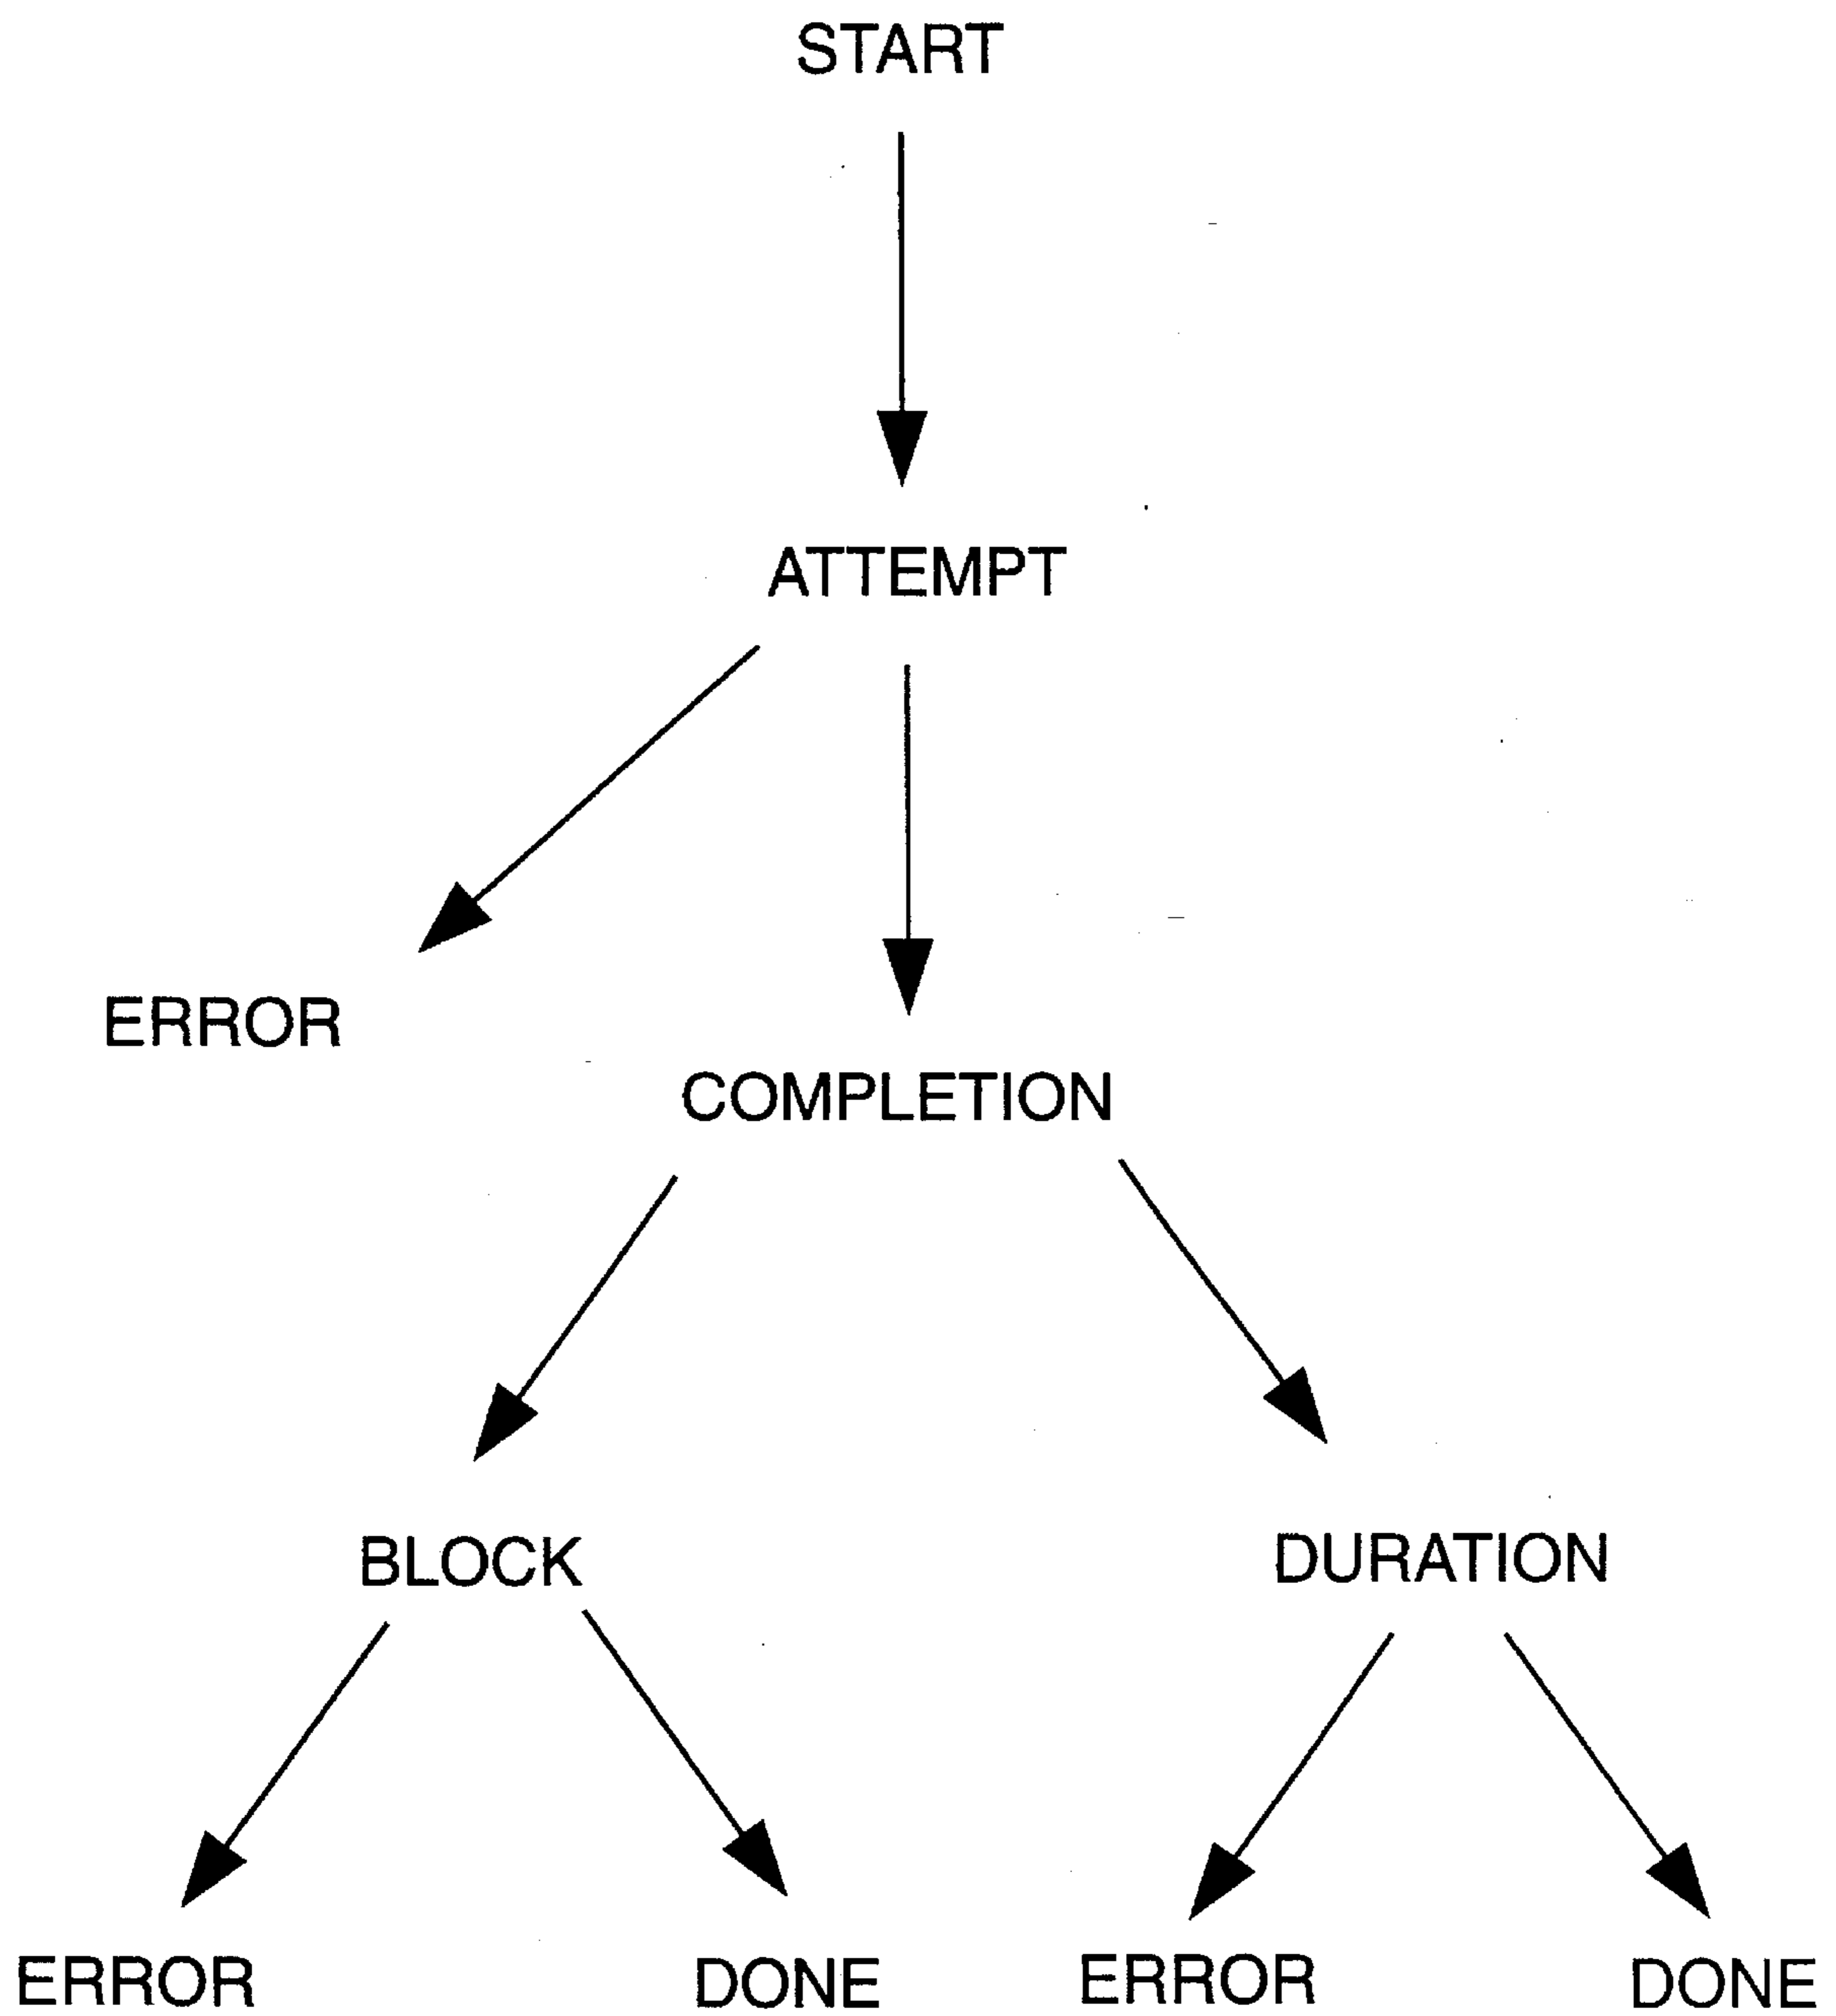 START
ATTEMPT
ERROR
COMPLETION
BLOCK
DURATION
ERROR
DONE
ERROR
DONE